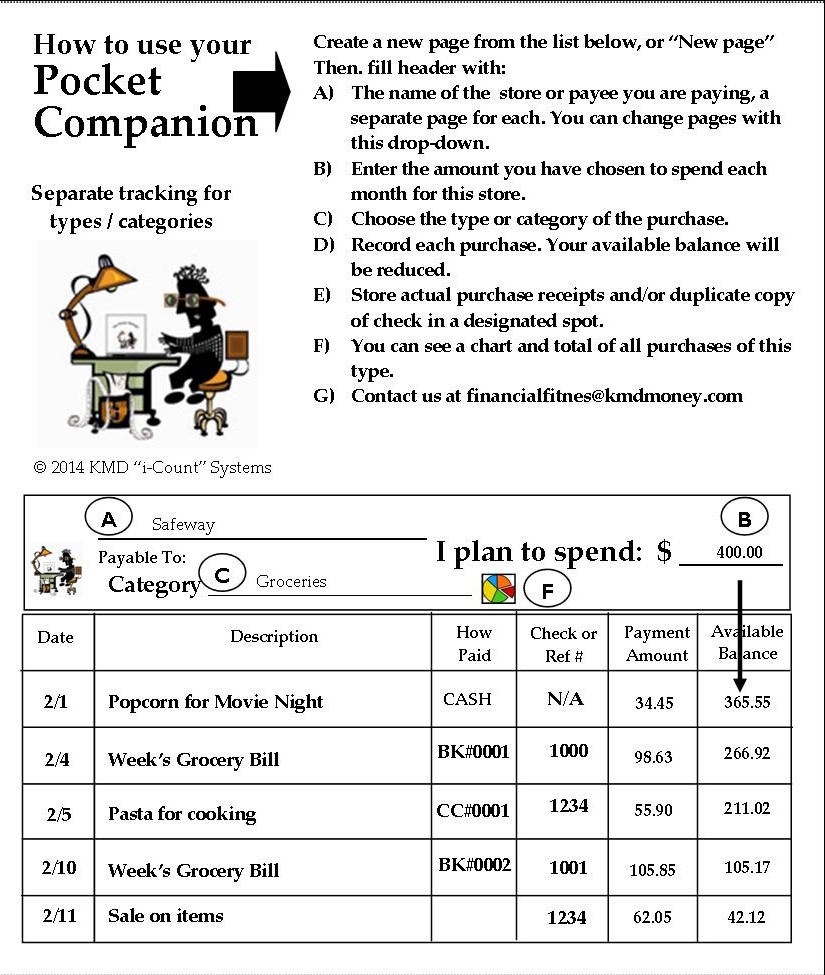 How to use your
Pocket
Companion
Separate tracking for
types / categories
© 2014 KMD “i-Count” Systems
Create a new page from the list below, or “New page”
Then. fill header with:
A) The name of the store or payee you are paying, a
separate page for each. You can change pages with
this drop-down.
B) Enter the amount you have chosen to spend each
month for this store.
C) Choose the type or category of the purchase.
D) Record each purchase. Your available balance will
be reduced.
E) Store actual purchase receipts and/or duplicate copy
of check in a designated spot.
F) You can see a chart and total of all purchases of this
type.
G) Contact us at financialfitnes@kmdmoney.com
A Safeway B
Payable To: I plan to spend: $ 400.00
Category C Groceries F
Date Description How Paid Check or Ref # Payment Amount Available Balance
2/1 Popcorn for Movie Night CASH N/A 34.45 365.55
2/4 Week’s Grocery Bill BK#0001 1000 98.63 266.92
2/5 Pasta for cooking CC#0001 1234 55.90 211.02
2/10 Week’s Grocery Bill BK#0002 1001 105.85 105.17
2/11 Sale on items 1234 62.05 42.12